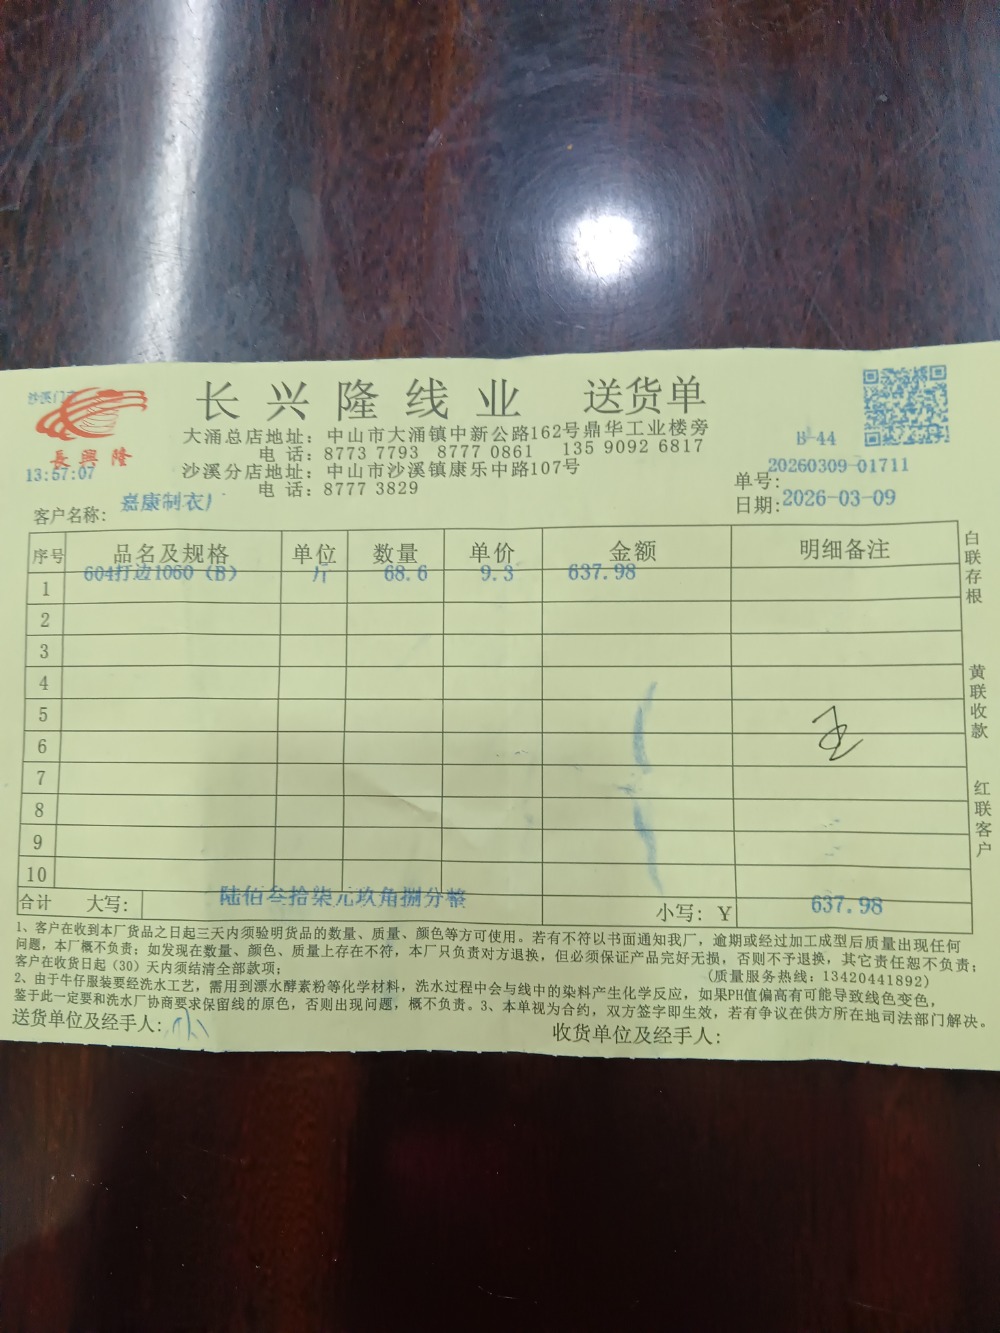 沙溪门
長興隆
13:57:07
长兴隆线业 送货单
大涌总店地址：中山市大涌镇中新公路162号鼎华工业楼旁
电 话：8773 7793 8777 0861 135 9092 6817
沙溪分店地址：中山市沙溪镇康乐中路107号
电 话：8777 3829
B-44
单号：20260309-01711
日期：2026-03-09
客户名称：嘉康制衣厂
序号 品名及规格 单位 数量 单价 金额 明细备注
1 604打边1060（B） 斤 68.6 9.3 637.98
2
3
4
5
6
7
8
9
10
合计 大写：陆佰叁拾柒元玖角捌分整 小写：Y 637.98
白联存根
黄联收款
红联客户
1、客户在收到本厂货品之日起三天内须验明货品的数量、质量、颜色等方可使用。若有不符以书面通知我厂，逾期或经过加工成型后质量出现任何
问题，本厂概不负责；如发现在数量、颜色、质量上存在不符，本厂只负责对方退换，但必须保证产品完好无损，否则不予退换，其它责任恕不负责；
客户在收货日起（30）天内须结清全部款项； （质量服务热线：13420441892）
2、由于牛仔服装要经洗水工艺，需用到漂水酵素粉等化学材料，洗水过程中会与线中的染料产生化学反应，如果PH值偏高有可能导致线色变色，
鉴于此一定要和洗水厂协商要求保留线的原色，否则出现问题，概不负责。3、本单视为合约，双方签字即生效，若有争议在供方所在地司法部门解决。
送货单位及经手人：
收货单位及经手人：